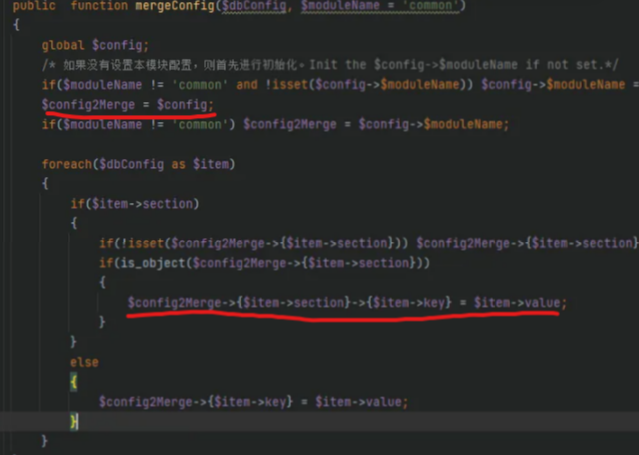 public function mergeConfig($dbConfig, $moduleName = 'common')
{
global $config;
/* 如果没有设置本模块配置，则首先进行初始化。Init the $config->$moduleName if not set.*/
if($moduleName != 'common' and !isset($config->$moduleName)) $config->$moduleName =
$config2Merge = $config;
if($moduleName != 'common') $config2Merge = $config->$moduleName;
foreach($dbConfig as $item)
{
if($item->section)
{
if(!isset($config2Merge->{$item->section})) $config2Merge->{$item->section}
if(is_object($config2Merge->{$item->section}))
{
$config2Merge->{$item->section}->{$item->key} = $item->value;
}
}
else
{
$config2Merge->{$item->key} = $item->value;
}
}